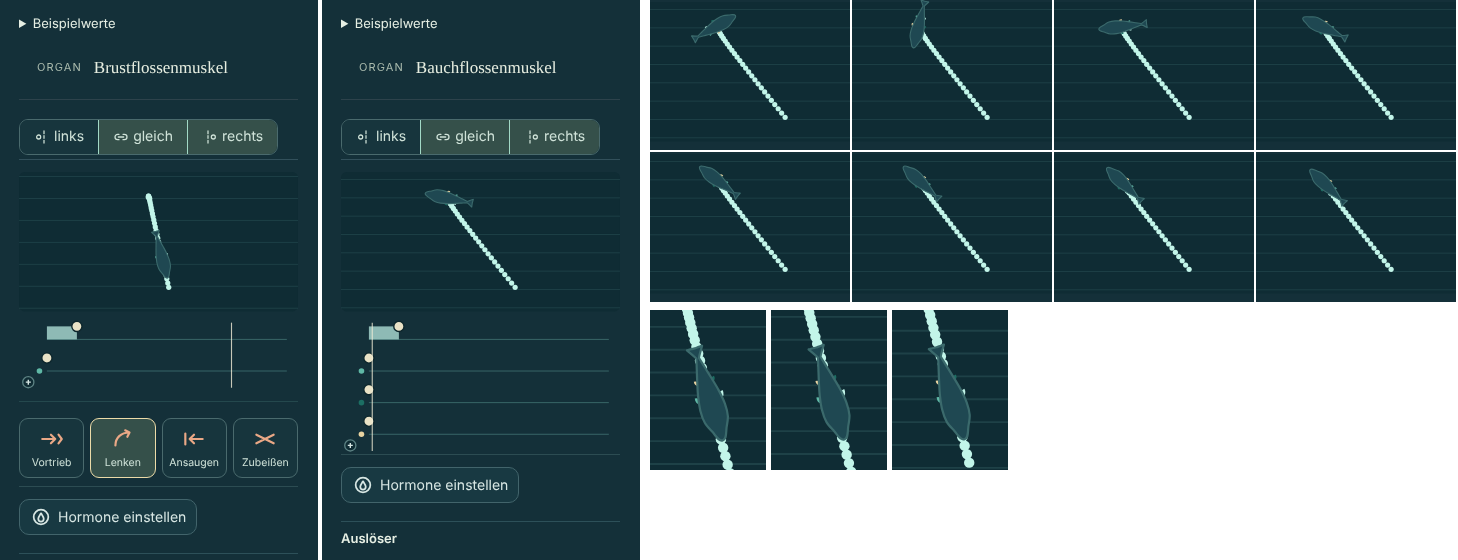 Beispielwerte
ORGAN Brustflossenmuskel
links gleich rechts
Vortrieb Lenken Ansaugen Zubeißen
Hormone einstellen
Beispielwerte
ORGAN Bauchflossenmuskel
links gleich rechts
Hormone einstellen
Auslöser